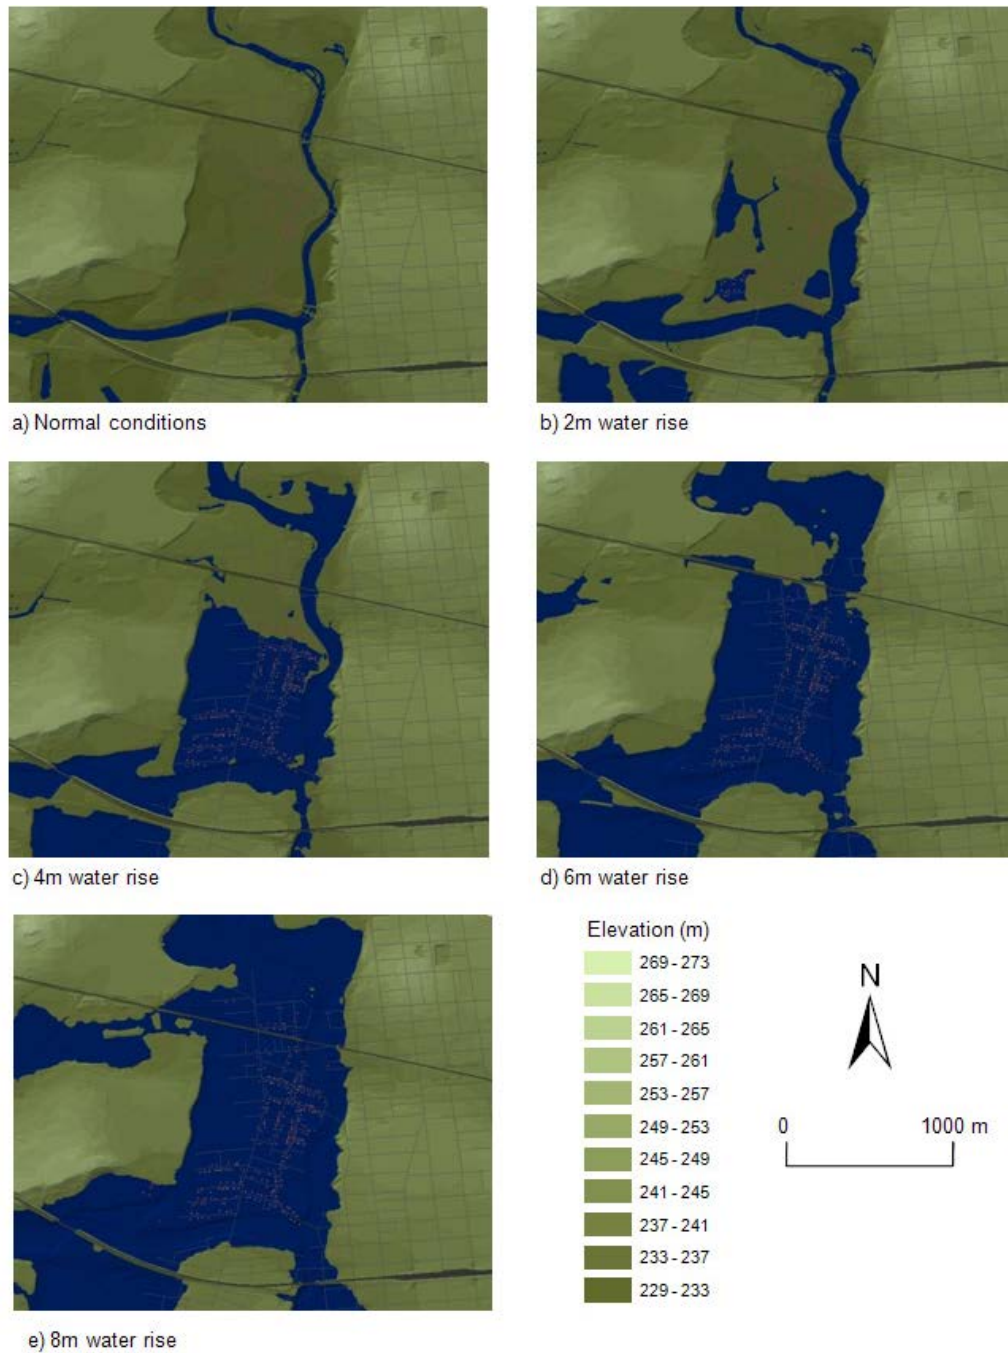 a) Normal conditions
b) 2m water rise
c) 4m water rise
d) 6m water rise
Elevation (m)
269 - 273
265 - 269
261 - 265
257 - 261
253 - 257
249 - 253
245 - 249
241 - 245
237 - 241
233 - 237
229 - 233
N
0 1000 m
e) 8m water rise